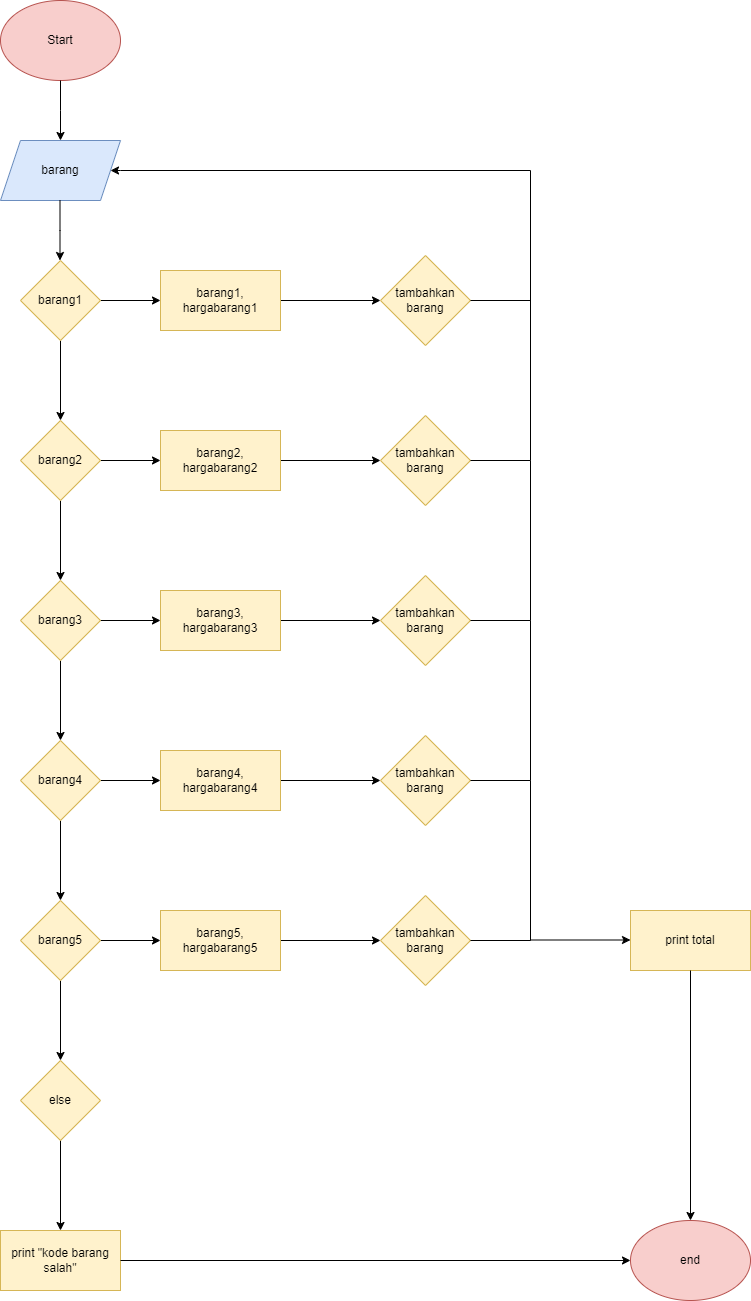 Start
barang
barang1
barang1,
hargabarang1
tambahkan
barang
barang2
barang2,
hargabarang2
tambahkan
barang
barang3
barang3,
hargabarang3
tambahkan
barang
barang4
barang4,
hargabarang4
tambahkan
barang
barang5
barang5,
hargabarang5
tambahkan
barang
print total
else
print "kode barang
salah"
end